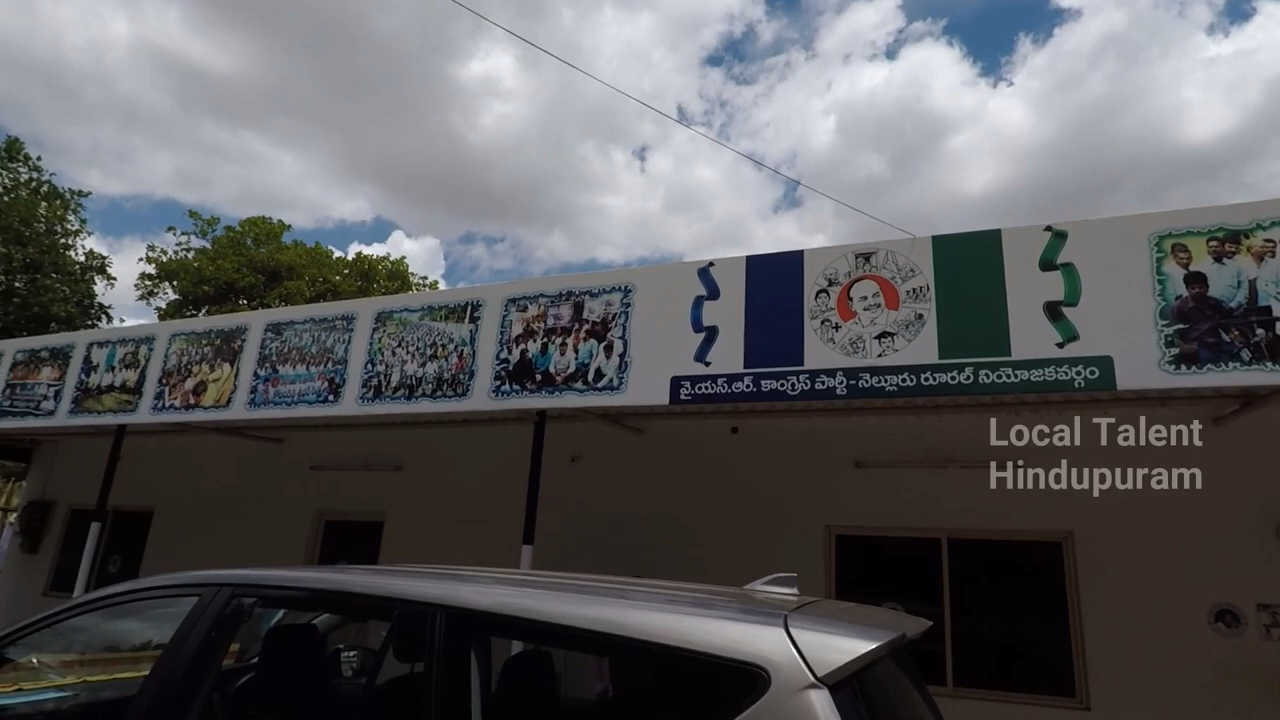 వై.యస్.ఆర్. కాంగ్రెస్ పార్టీ - నెల్లూరు రూరల్ నియోజకవర్గం
Local Talent
Hindupuram